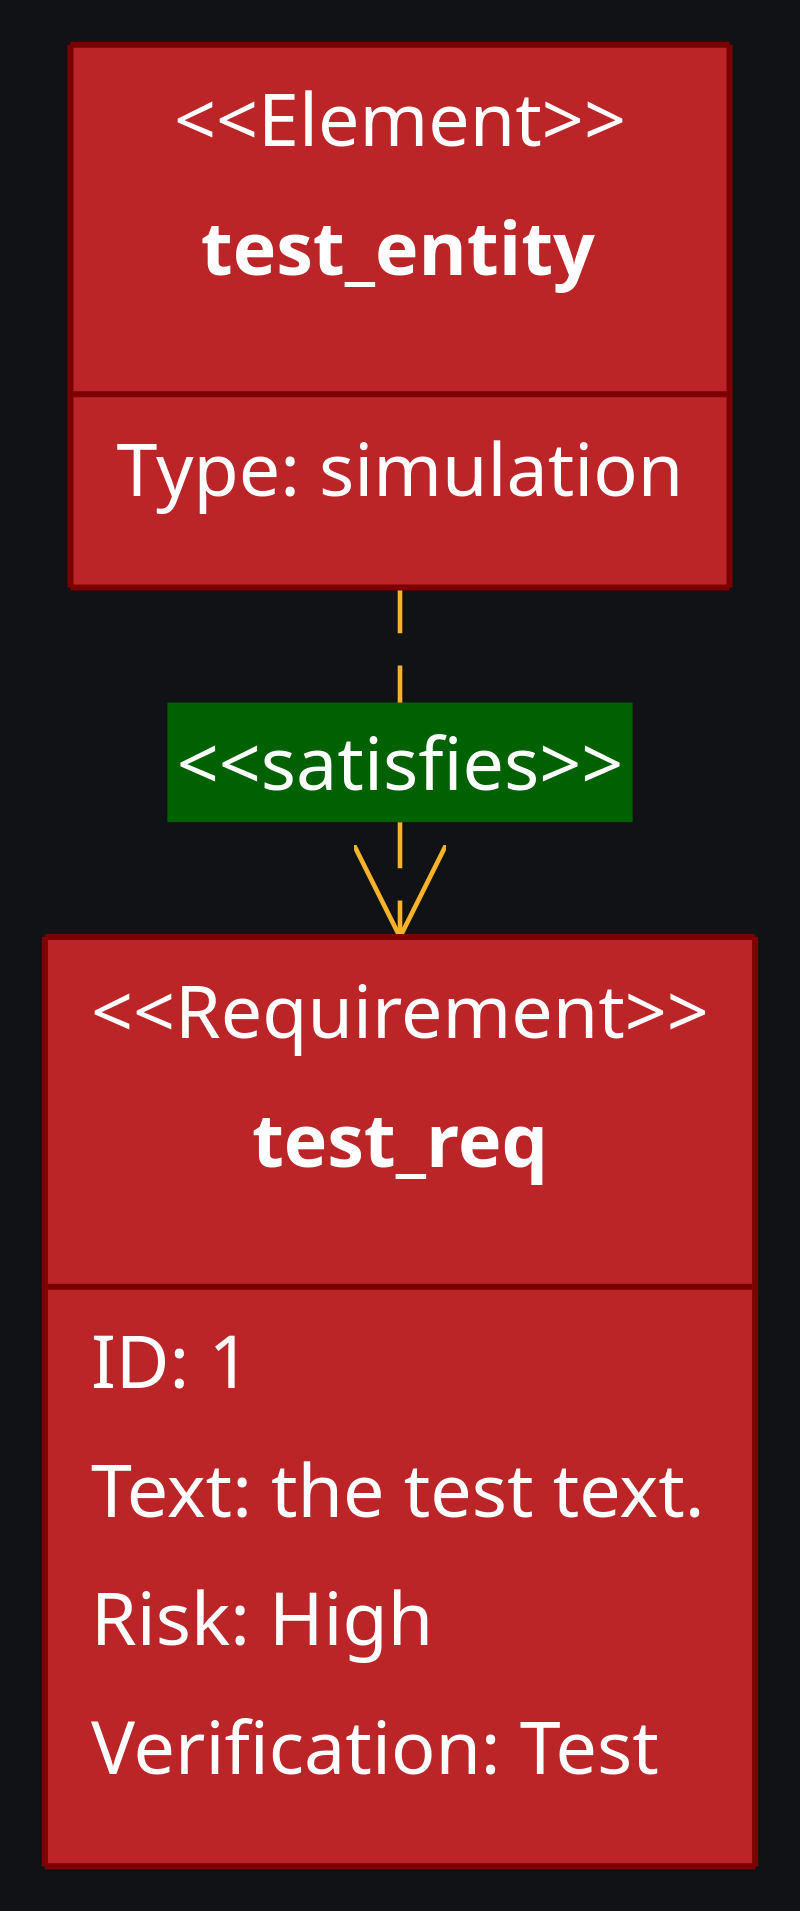 <<Element>>
test_entity
Type: simulation
<<satisfies>>
<<Requirement>>
test_req
ID: 1
Text: the test text.
Risk: High
Verification: Test